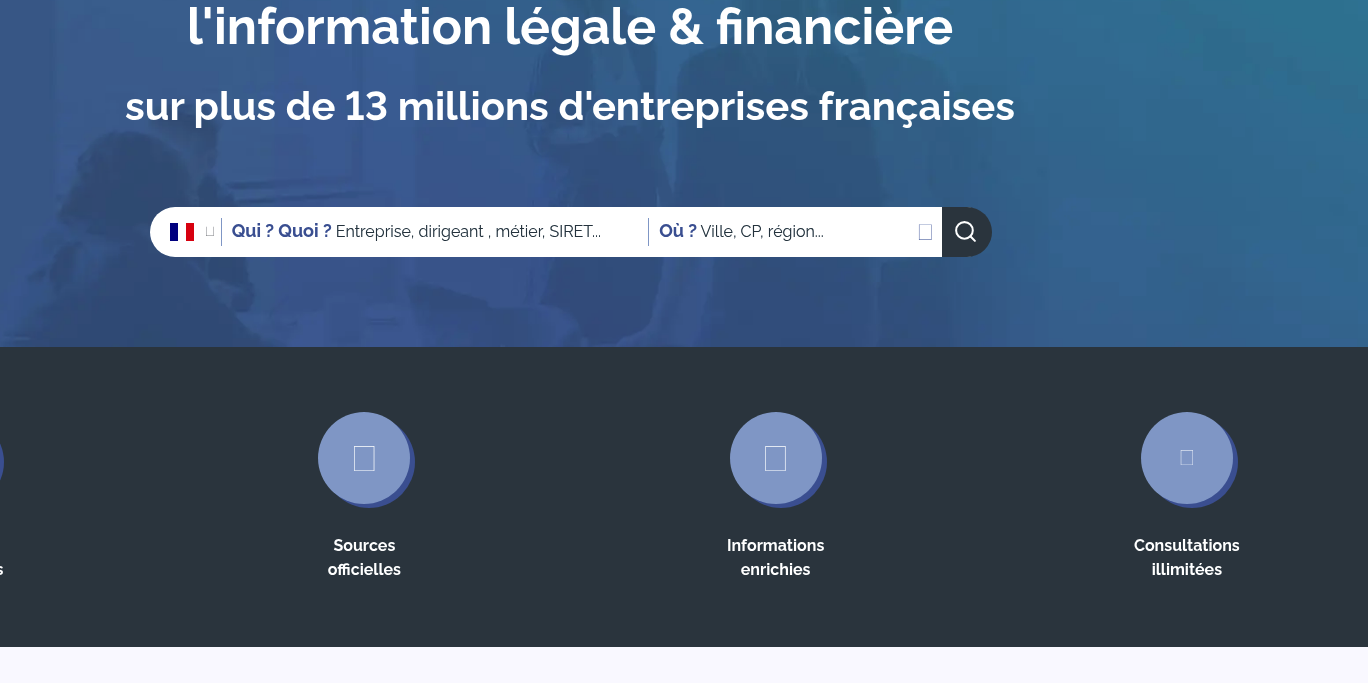 l'information légale & financière
sur plus de 13 millions d'entreprises françaises
Qui ? Quoi ? Entreprise, dirigeant , métier, SIRET...
Où ? Ville, CP, région...
Sources
officielles
Informations
enrichies
Consultations
illimitées